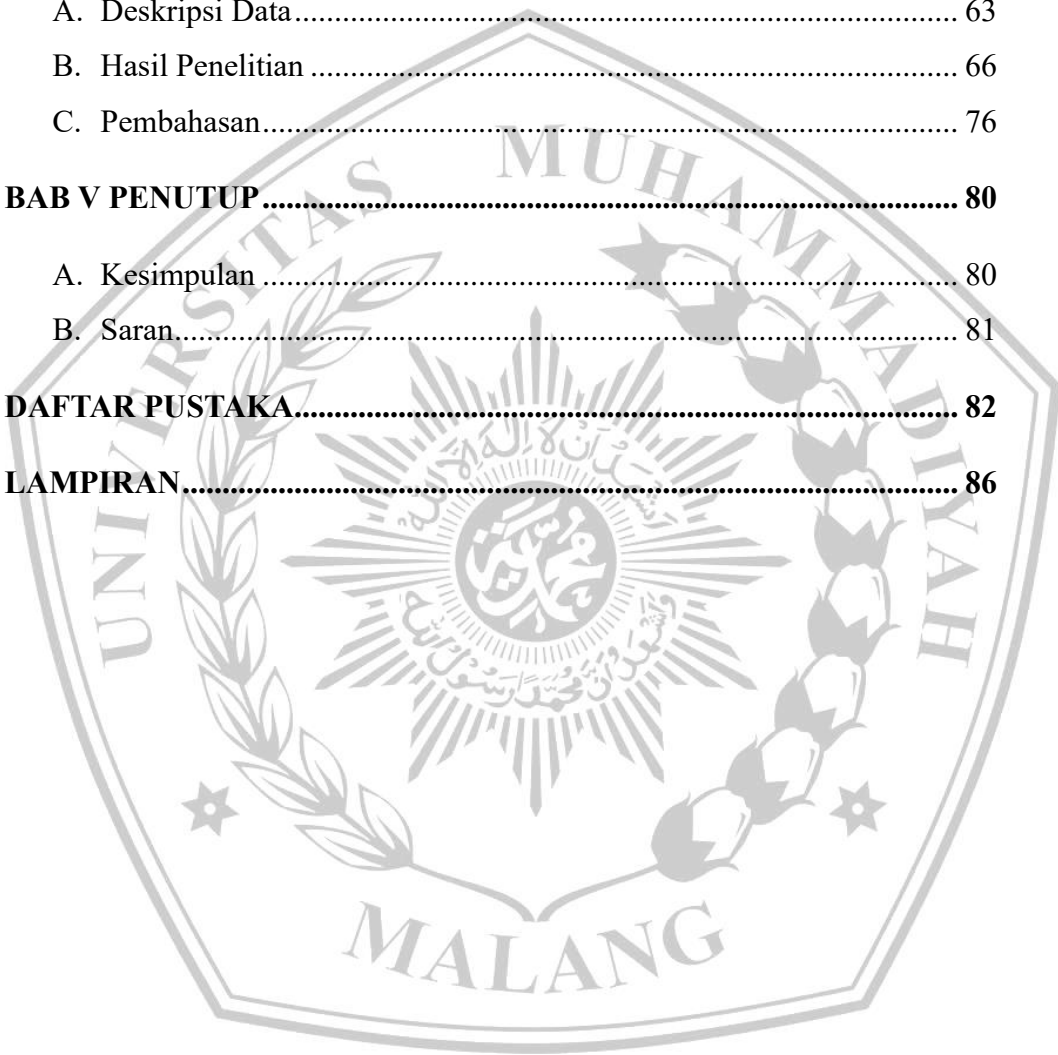 A. Deskripsi Data........................................................................................ 63
B. Hasil Penelitian ...................................................................................... 66
C. Pembahasan............................................................................................ 76
BAB V PENUTUP........................................................................................ 80
A. Kesimpulan ............................................................................................ 80
B. Saran....................................................................................................... 81
DAFTAR PUSTAKA.................................................................................... 82
LAMPIRAN.................................................................................................. 86
UNIVERSITAS MUHAMMADIYAH
MALANG